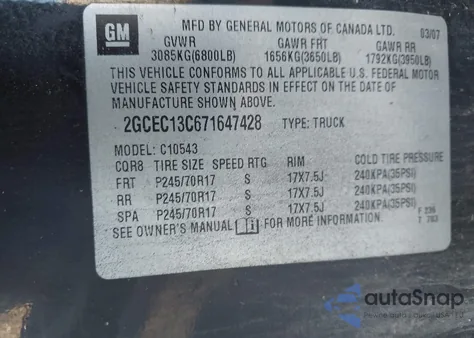 GM
MFD BY GENERAL MOTORS OF CANADA LTD. 03/07
GVWR GAWR FRT GAWR RR
3085KG(6800LB) 1656KG(3650LB) 1792KG(3950LB)
THIS VEHICLE CONFORMS TO ALL APPLICABLE U.S. FEDERAL MOTOR
VEHICLE SAFETY STANDARDS IN EFFECT ON THE DATE OF
MANUFACTURE SHOWN ABOVE.
2GCEC13C671647428 TYPE: TRUCK
MODEL: C10543
CQR8 TIRE SIZE SPEED RTG RIM COLD TIRE PRESSURE
FRT P245/70R17 S 17X7.5J 240KPA(35PSI)
RR P245/70R17 S 17X7.5J 240KPA(35PSI)
SPA P245/70R17 S 17X7.5J 240KPA(35PSI)
SEE OWNER'S MANUAL FOR MORE INFORMATION. T 783
autoSnap